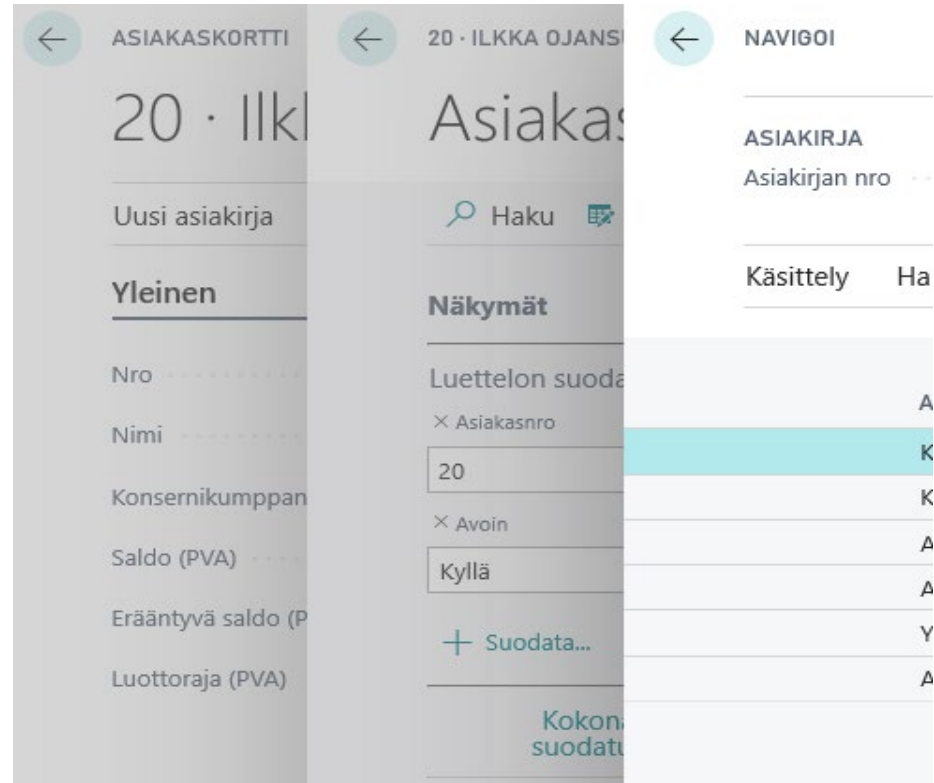 ASIAKASKORTTI
20 · Ilk
Uusi asiakirja
Yleinen
Nro
Nimi
Konsernikumppan
Saldo (PVA)
Erääntyvä saldo (P
Luottoraja (PVA)
20 · ILKKA OJANS
Asiakas
Haku
Näkymät
Luettelon suoda
× Asiakasnro
20
× Avoin
Kyllä
+ Suodata...
Kokona
suodatu
NAVIGOI
ASIAKIRJA
Asiakirjan nro
Käsittely Ha
A
K
K
A
A
Y
A